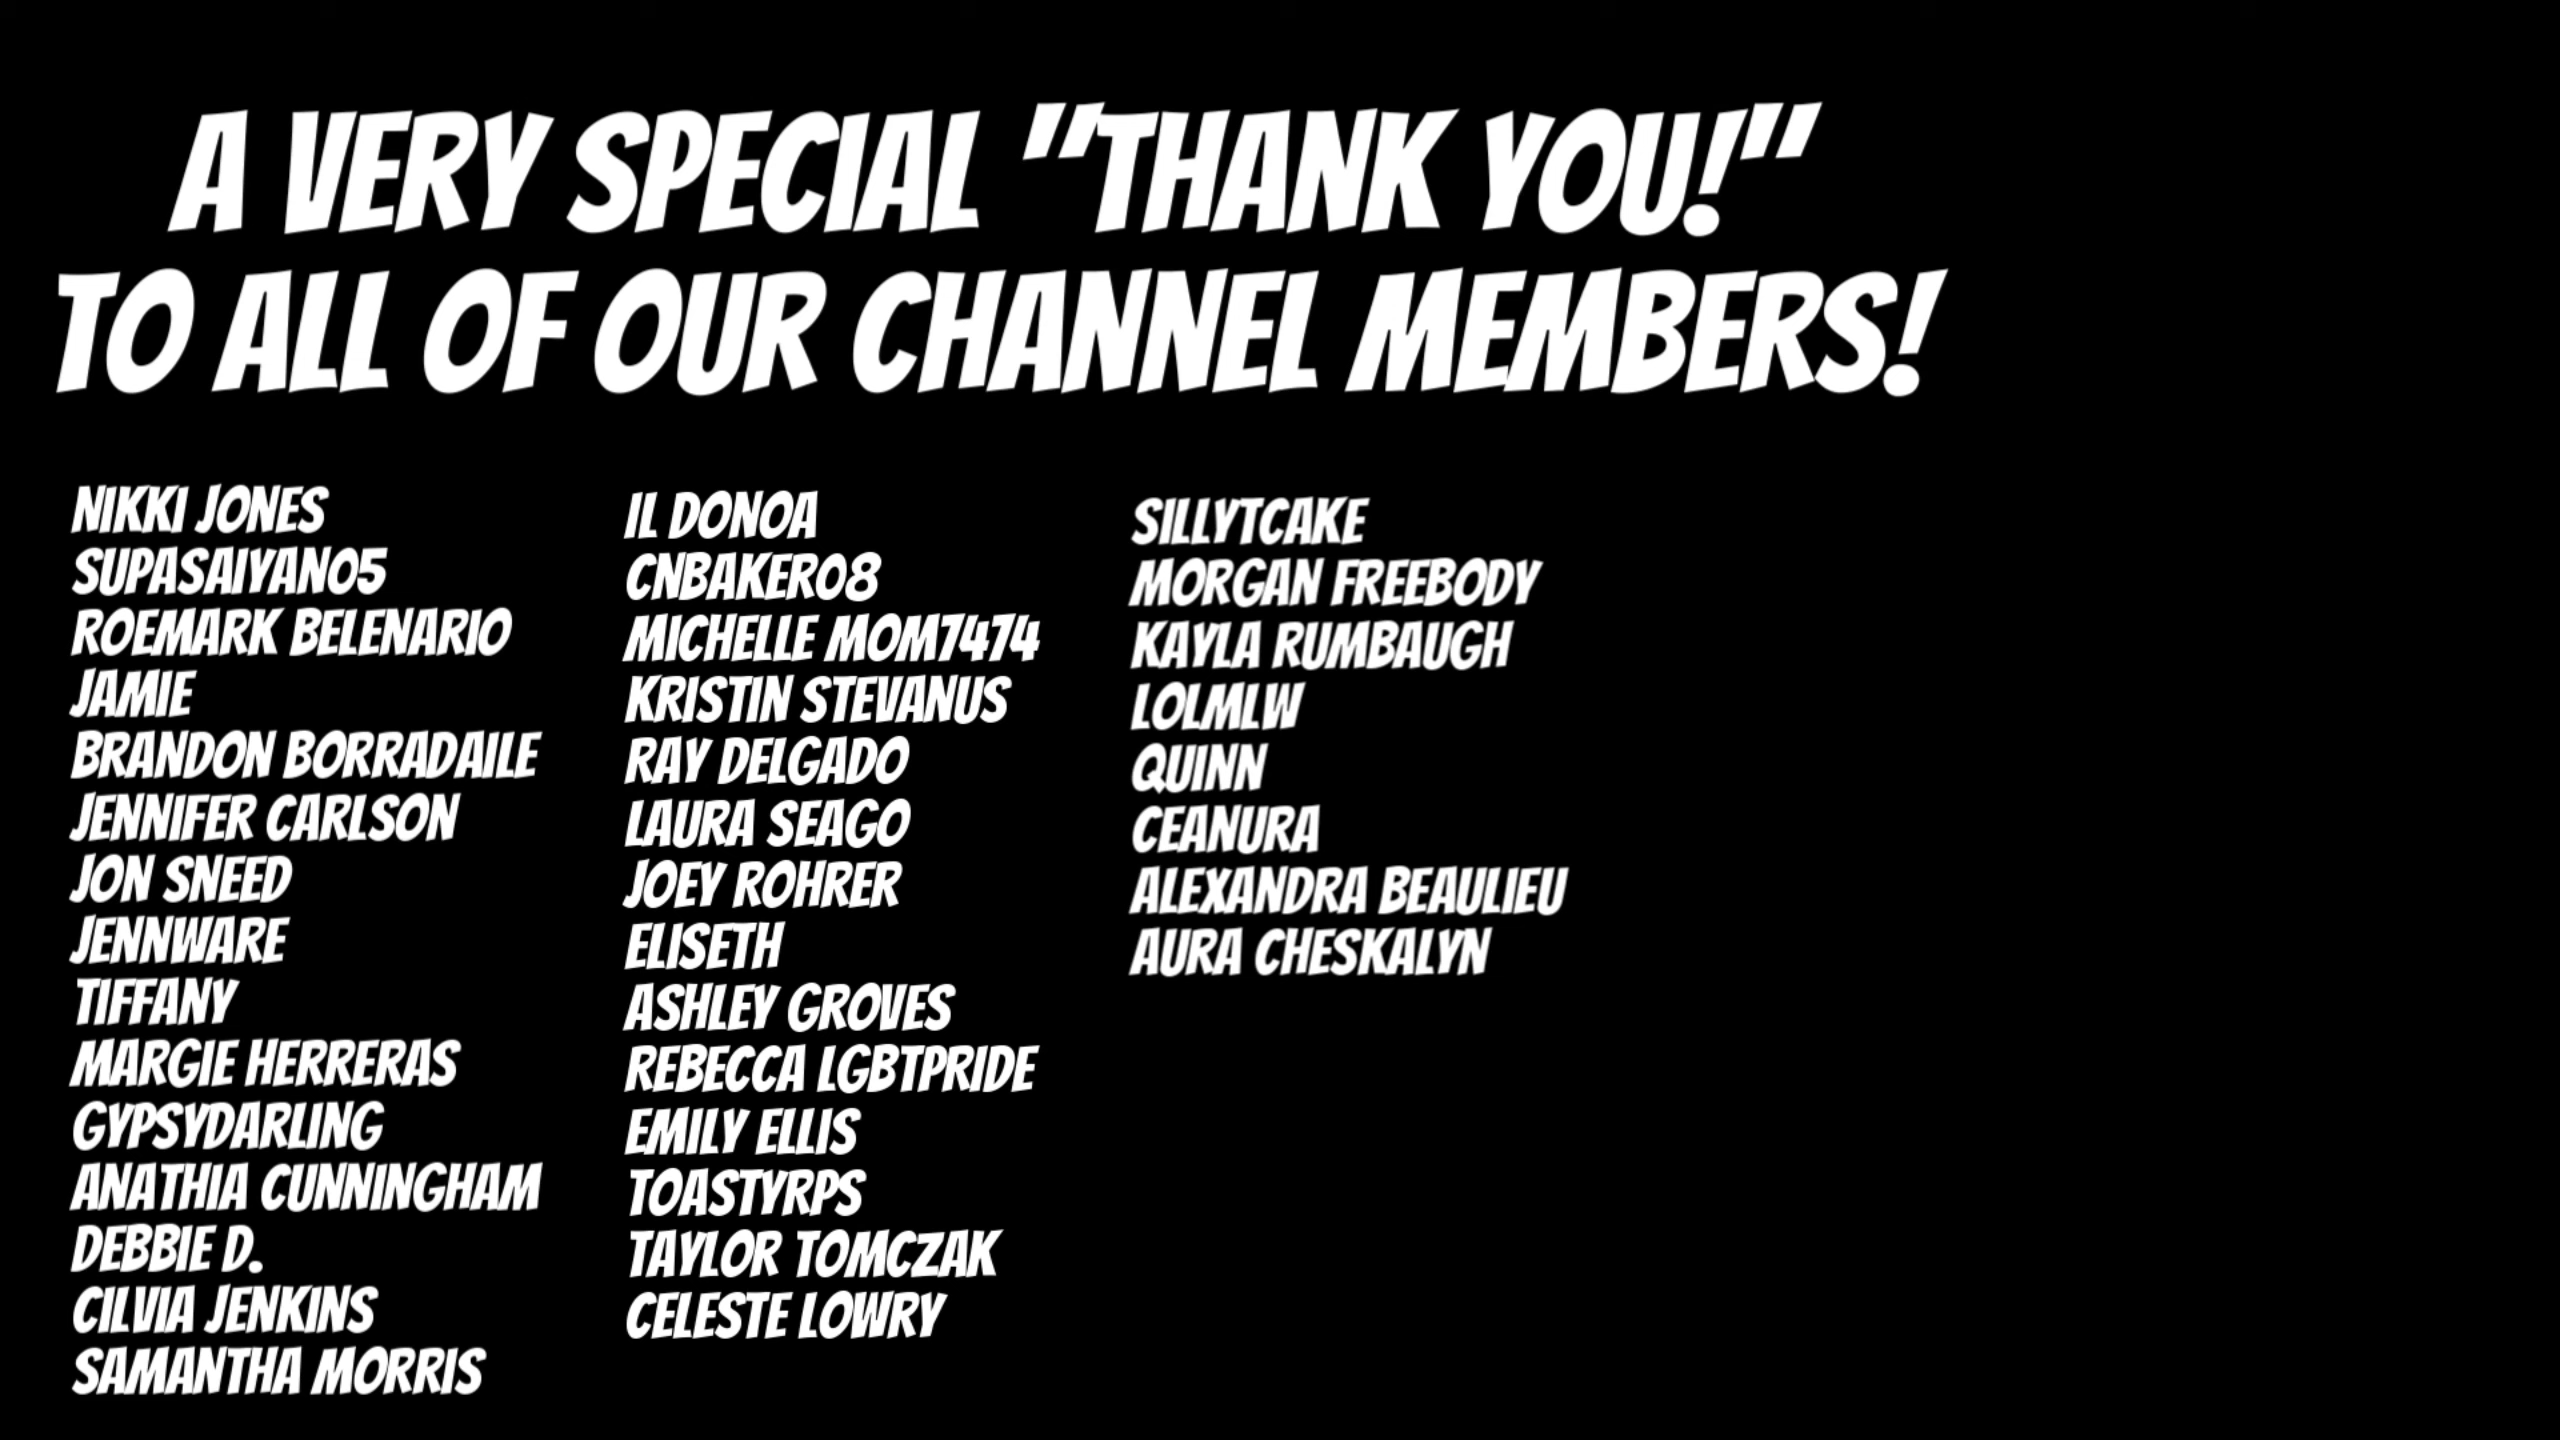 A VERY SPECIAL "THANK YOU!"
TO ALL OF OUR CHANNEL MEMBERS!
NIKKI JONES
SUPASAIYAN05
ROEMARK BELENARIO
JAMIE
BRANDON BORRADAILE
JENNIFER CARLSON
JON SNEED
JENNWARE
TIFFANY
MARGIE HERRERAS
GYPSYDARLING
ANATHIA CUNNINGHAM
DEBBIE D.
CILVIA JENKINS
SAMANTHA MORRIS
IL DONOA
CNBAKER08
MICHELLE MOM7474
KRISTIN STEVANUS
RAY DELGADO
LAURA SEAGO
JOEY ROHRER
ELISETH
ASHLEY GROVES
REBECCA LGBTPRIDE
EMILY ELLIS
TOASTYRPS
TAYLOR TOMCZAK
CELESTE LOWRY
SILLYTCAKE
MORGAN FREEBODY
KAYLA RUMBAUGH
LOLMLW
QUINN
CEANURA
ALEXANDRA BEAULIEU
AURA CHESKALYN